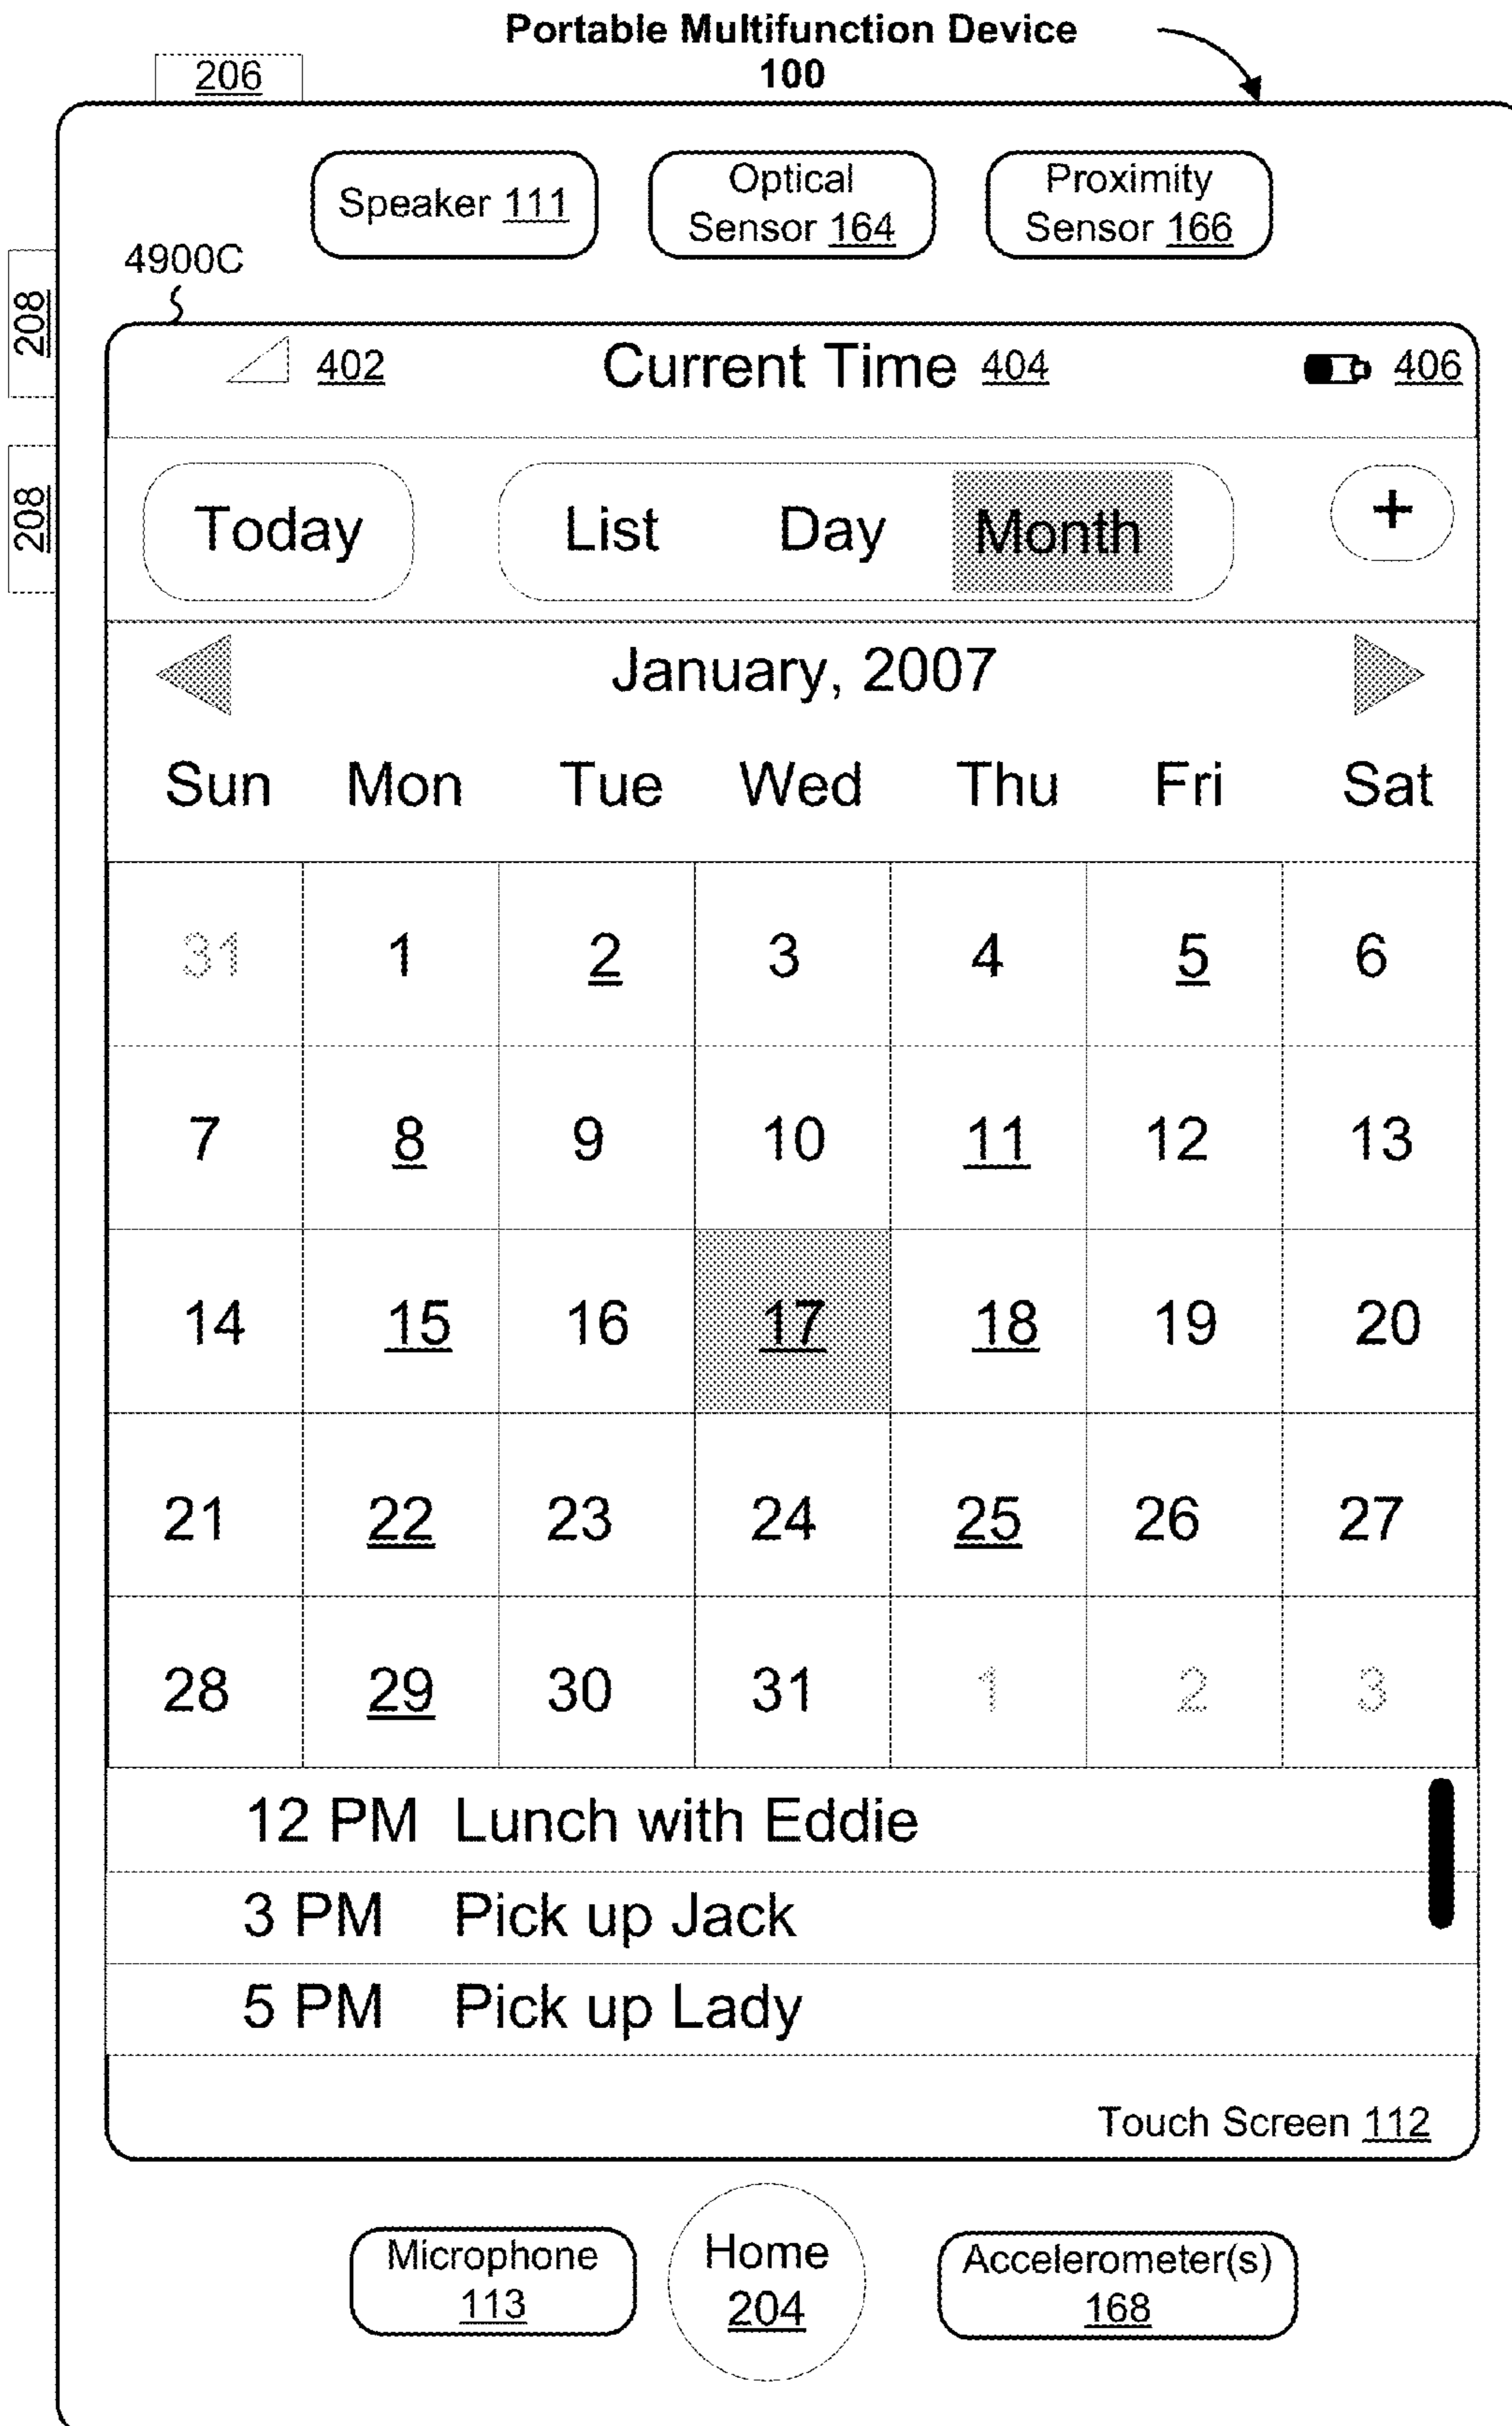 Portable Multifunction Device
100
206
Speaker 111
Optical
Sensor 164
Proximity
Sensor 166
4900C
208
208
402 Current Time 404 406
Today List Day Month +
January, 2007
Sun Mon Tue Wed Thu Fri Sat
31 1 2 3 4 5 6
7 8 9 10 11 12 13
14 15 16 17 18 19 20
21 22 23 24 25 26 27
28 29 30 31 1 2 3
12 PM Lunch with Eddie
3 PM Pick up Jack
5 PM Pick up Lady
Touch Screen 112
Microphone
113
Home
204
Accelerometer(s)
168